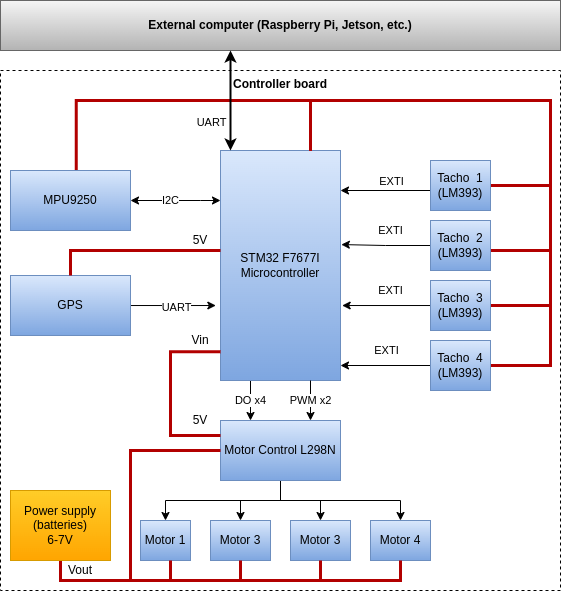 External computer (Raspberry Pi, Jetson, etc.)
Controller board
UART
MPU9250
I2C
5V
GPS
UART
STM32 F7677I
Microcontroller
EXTI
Tacho 1
(LM393)
EXTI
Tacho 2
(LM393)
EXTI
Tacho 3
(LM393)
EXTI
Tacho 4
(LM393)
Vin
DO x4
PWM x2
5V
Motor Control L298N
Power supply
(batteries)
6-7V
Vout
Motor 1
Motor 3
Motor 3
Motor 4